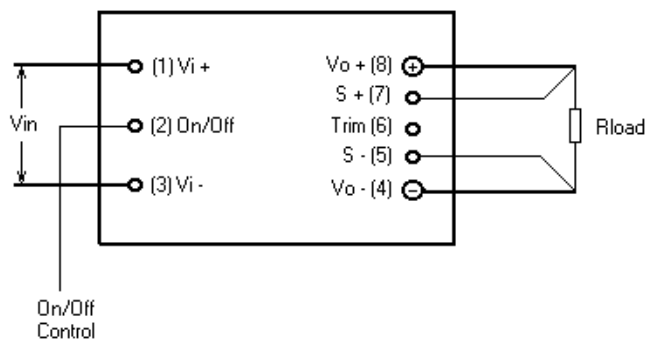 (1) Vi +
Vo + (8)
S + (7)
Vin
(2) On/Off
Trim (6)
Rload
S - (5)
(3) Vi -
Vo - (4)
On/Off
Control